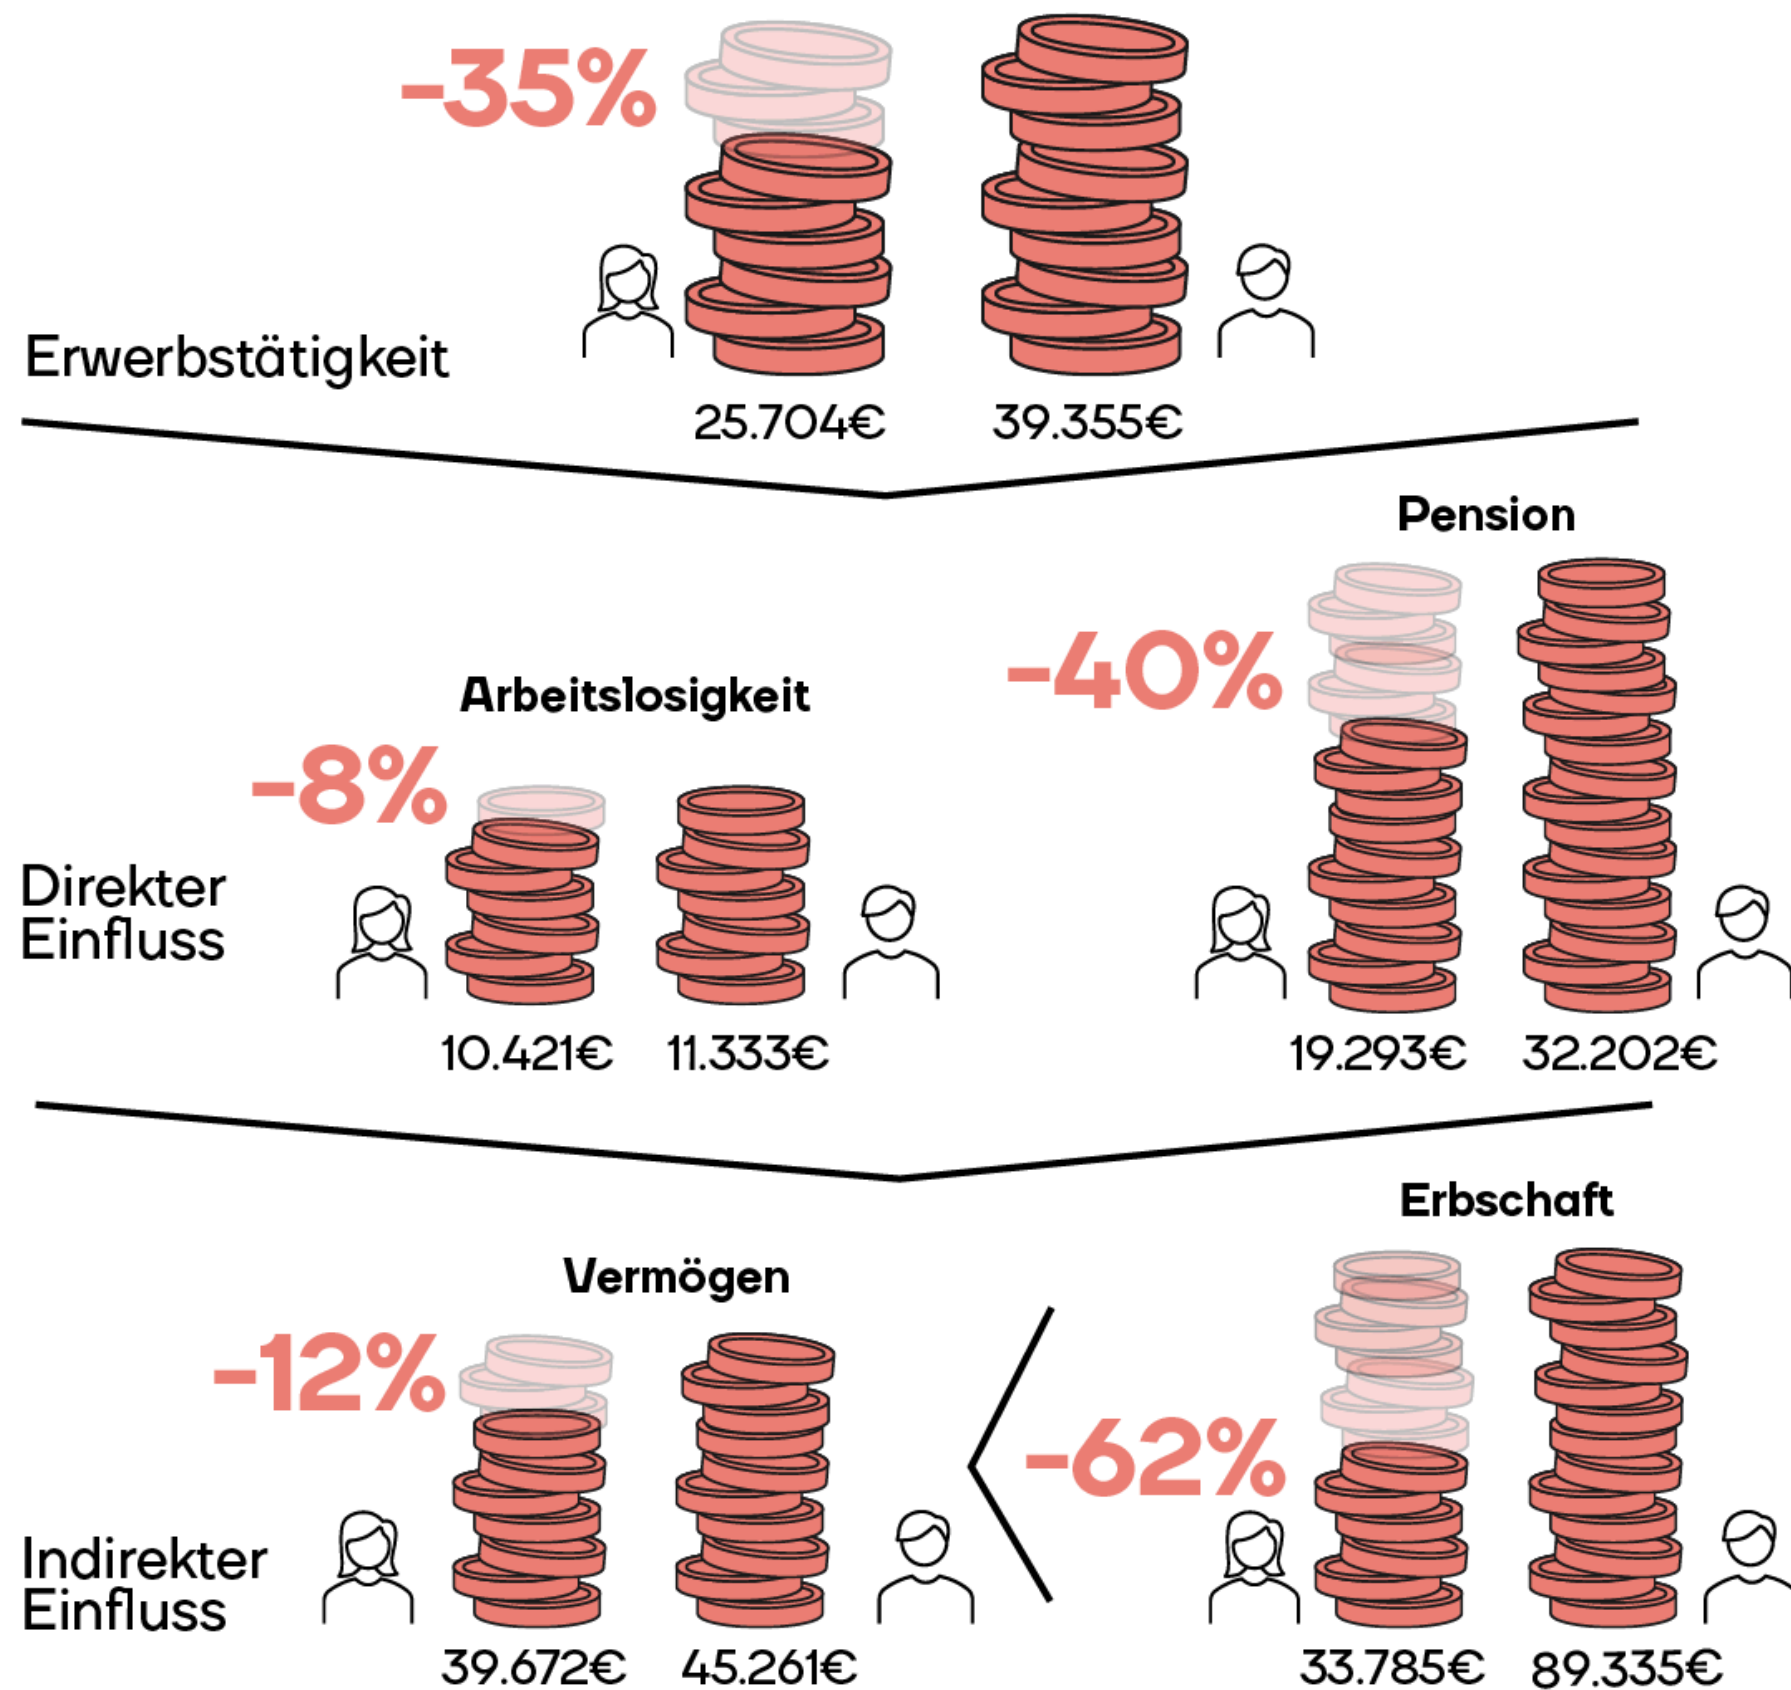 -35%
Erwerbstätigkeit
25.704€ 39.355€
Pension
-40%
Arbeitslosigkeit
-8%
Direkter
Einfluss
10.421€ 11.333€ 19.293€ 32.202€
Erbschaft
Vermögen
-12%
-62%
Indirekter
Einfluss
39.672€ 45.261€ 33.785€ 89.335€